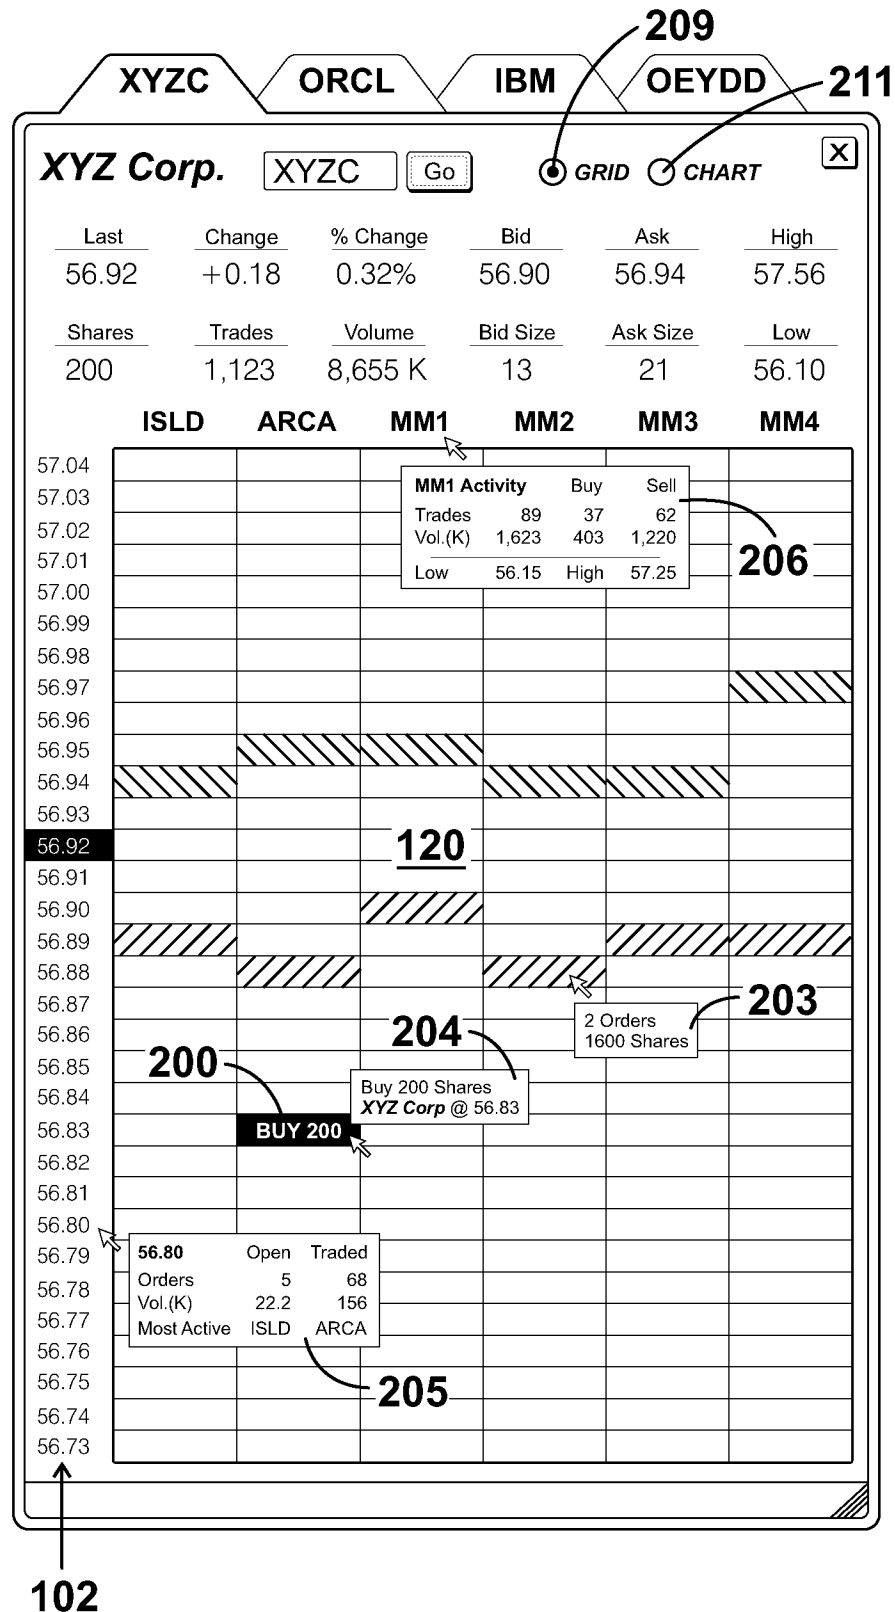 209
XYZC ORCL IBM OEYDD
211
XYZ Corp. XYZC Go GRID CHART X
Last Change % Change Bid Ask High
56.92 +0.18 0.32% 56.90 56.94 57.56
Shares Trades Volume Bid Size Ask Size Low
200 1,123 8,655 K 13 21 56.10
ISLD ARCA MM1 MM2 MM3 MM4
57.04
57.03
57.02
57.01
57.00
56.99
56.98
56.97
56.96
56.95
56.94
56.93
56.92
56.91
56.90
56.89
56.88
56.87
56.86
56.85
56.84
56.83
56.82
56.81
56.80
56.79
56.78
56.77
56.76
56.75
56.74
56.73
MM1 Activity Buy Sell
Trades 89 37 62
Vol.(K) 1,623 403 1,220
Low 56.15 High 57.25
206
120
2 Orders
1600 Shares
203
204
200
Buy 200 Shares
XYZ Corp @ 56.83
BUY 200
56.80 Open Traded
Orders 5 68
Vol.(K) 22.2 156
Most Active ISLD ARCA
205
102